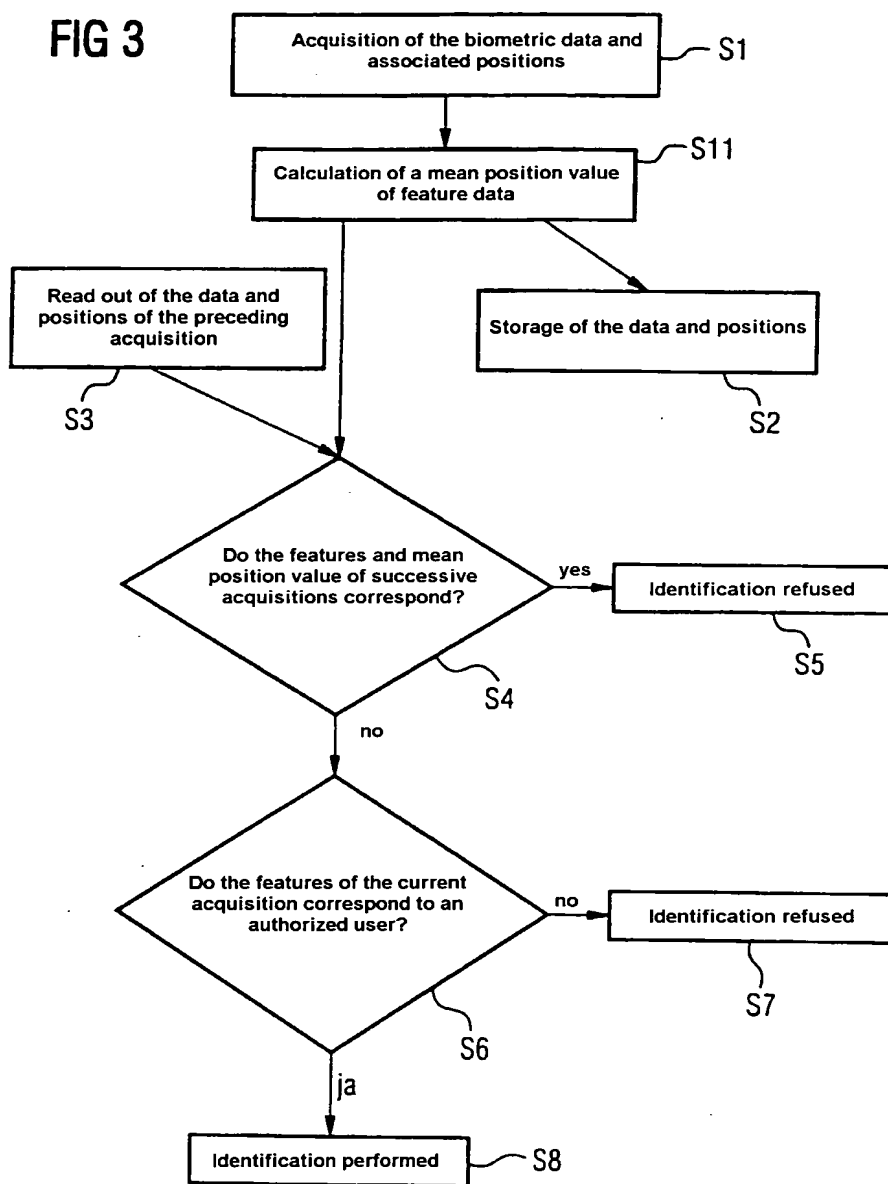 FIG 3
Acquisition of the biometric data and
associated positions
S1
S11
Calculation of a mean position value
of feature data
Read out of the data and
positions of the preceding
acquisition
S3
Storage of the data and positions
S2
Do the features and mean
position value of successive
acquisitions correspond?
yes
Identification refused
S5
S4
no
Do the features of the current
acquisition correspond to an
authorized user?
no
Identification refused
S7
S6
ja
Identification performed
S8